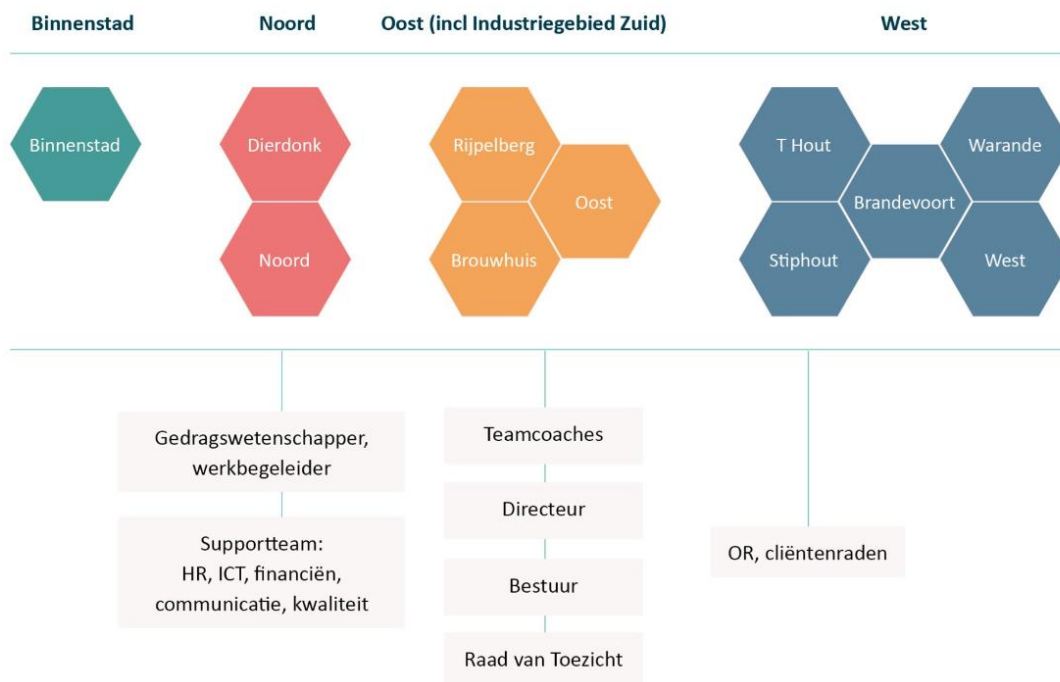 Binnenstad
Noord
Oost (incl Industriegebied Zuid)
West
Binnenstad
Dierdonk
Noord
Rijpelberg
Oost
Brouwhuis
T Hout
Warande
Brandevoort
Stiphout
West
Gedragswetenschapper,
werkbegeleider
Supportteam:
HR, ICT, financiën,
communicatie, kwaliteit
Teamcoaches
Directeur
Bestuur
Raad van Toezicht
OR, cliëntenraden